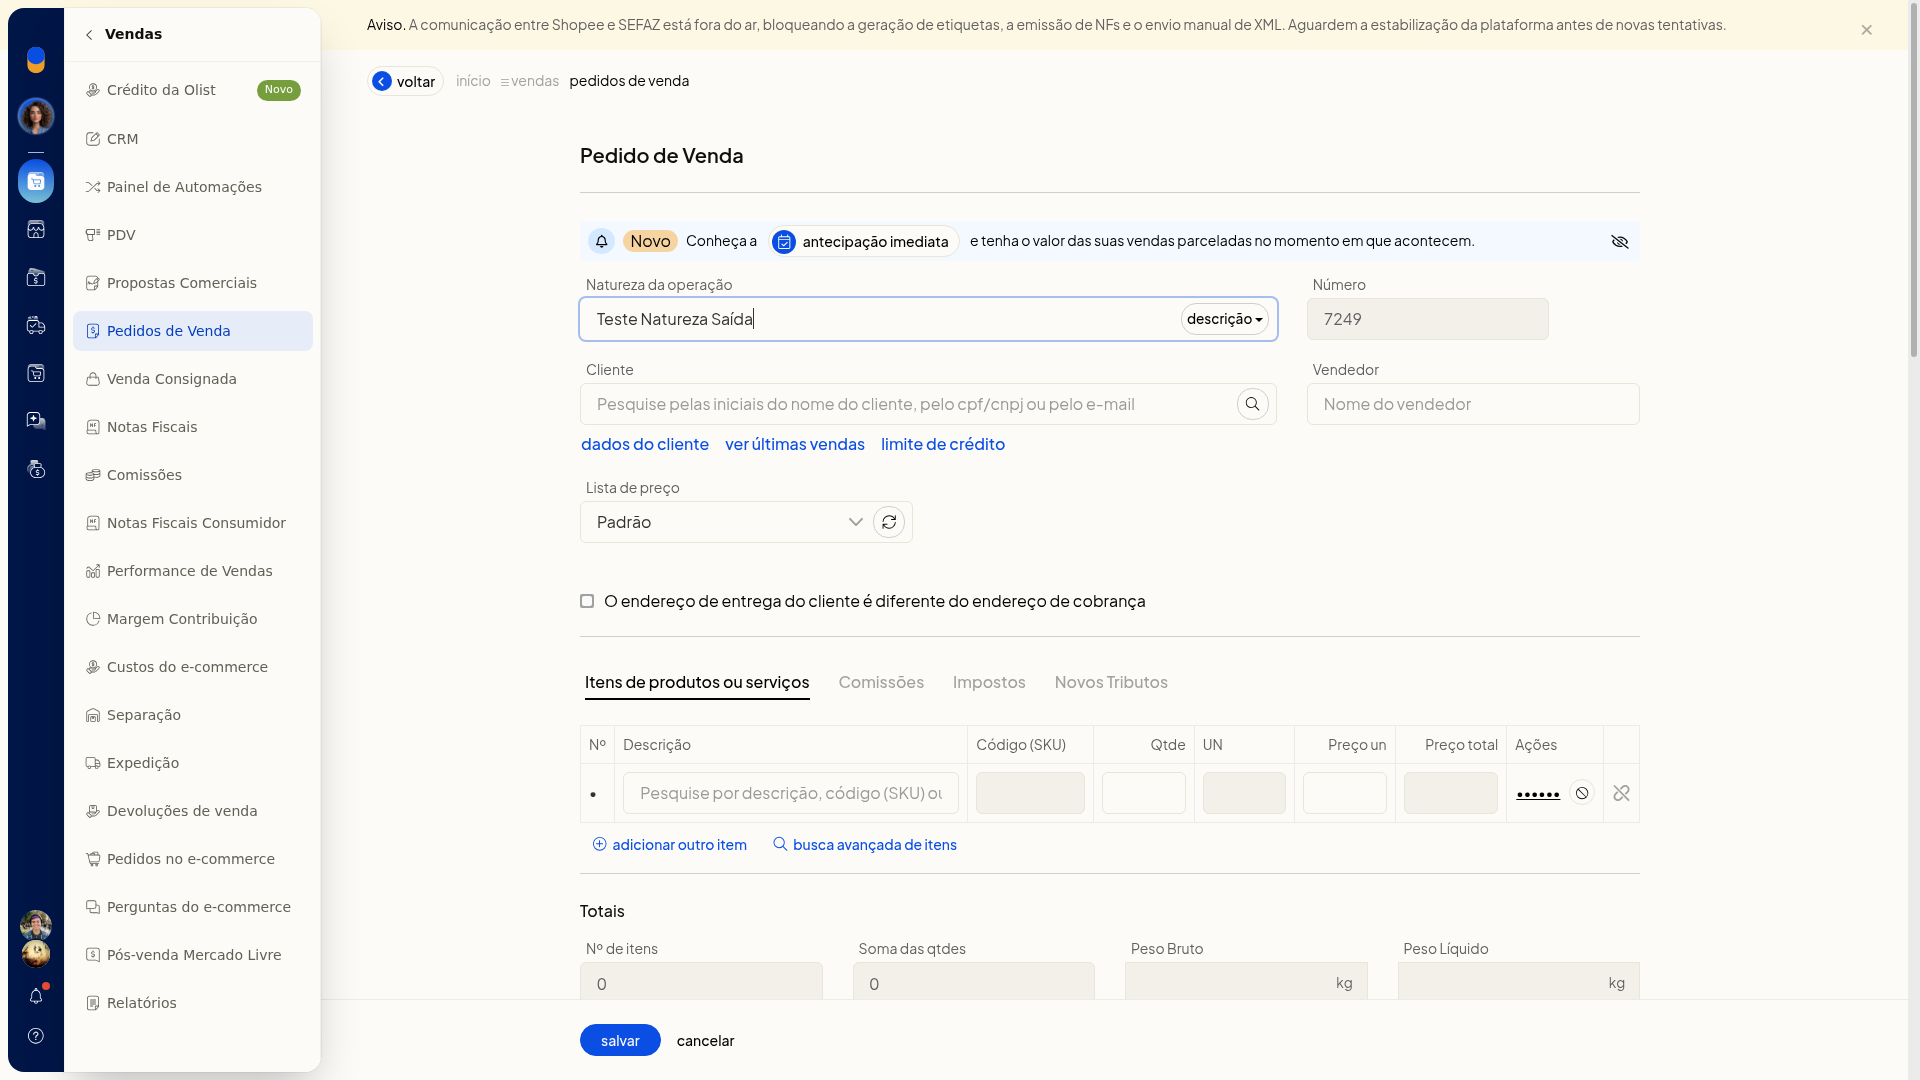 Aviso. A comunicação entre Shopee e SEFAZ está fora do ar, bloqueando a geração de etiquetas, a emissão de NFs e o envio manual de XML. Aguardem a estabilização da plataforma antes de novas tentativas.
Vendas
Crédito da Olist Novo
CRM
Painel de Automações
PDV
Propostas Comerciais
Pedidos de Venda
Venda Consignada
Notas Fiscais
Comissões
Notas Fiscais Consumidor
Performance de Vendas
Margem Contribuição
Custos do e-commerce
Separação
Expedição
Devoluções de venda
Pedidos no e-commerce
Perguntas do e-commerce
Pós-venda Mercado Livre
Relatórios
voltar início vendas pedidos de venda
Pedido de Venda
Novo Conheça a antecipação imediata e tenha o valor das suas vendas parceladas no momento em que acontecem.
Natureza da operação Número
Teste Natureza Saída descrição 7249
Cliente Vendedor
Pesquise pelas iniciais do nome do cliente, pelo cpf/cnpj ou pelo e-mail Nome do vendedor
dados do cliente ver últimas vendas limite de crédito
Lista de preço
Padrão
O endereço de entrega do cliente é diferente do endereço de cobrança
Itens de produtos ou serviços Comissões Impostos Novos Tributos
Nº Descrição Código (SKU) Qtde UN Preço un Preço total Ações
Pesquise por descrição, código (SKU) ou
adicionar outro item busca avançada de itens
Totais
Nº de itens Soma das qtdes Peso Bruto Peso Líquido
0 0 kg kg
salvar cancelar